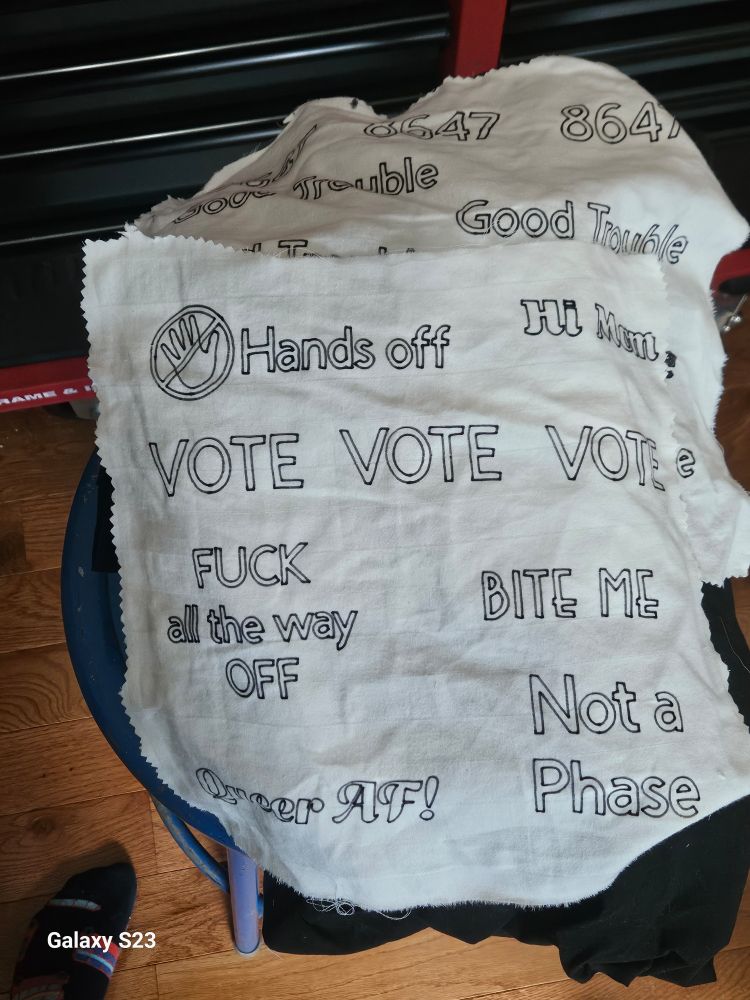 8647 8647
Good Trouble
Good Trouble
Hands off
Hi Mom
VOTE VOTE VOTE
e
FUCK
all the way
OFF
BITE ME
Not a
Phase
Queer AF!
Galaxy S23